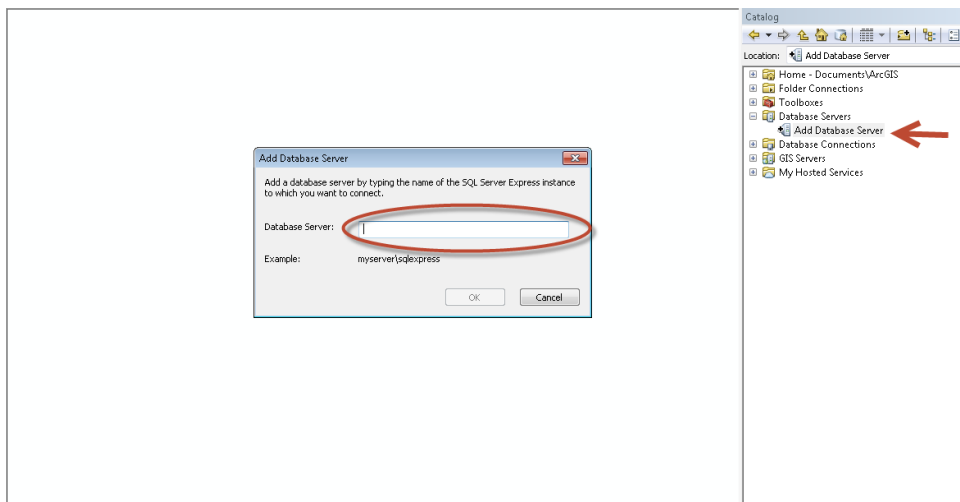 Catalog
Location: Add Database Server
Home - Documents\ArcGIS
Folder Connections
Toolboxes
Database Servers
Add Database Server
Database Connections
GIS Servers
My Hosted Services
Add Database Server
Add a database server by typing the name of the SQL Server Express instance
to which you want to connect.
Database Server:
Example: myserver\sqlexpress
OK Cancel